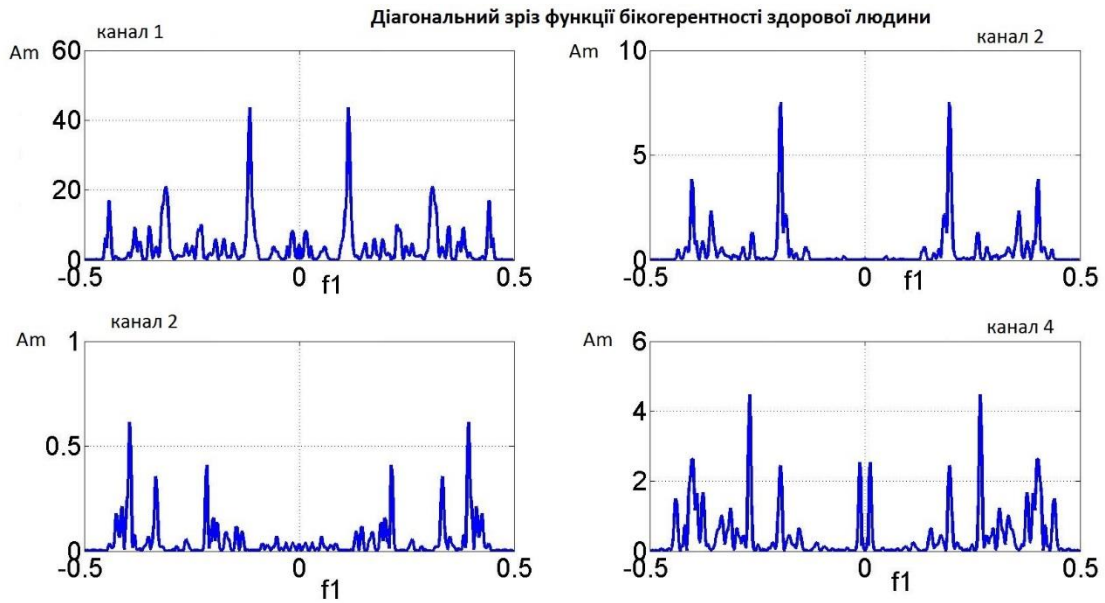 Діагональний зріз функції бікогерентності здорової людини
канал 1
Am
60
40
20
0
-0.5
0
0.5
f1
канал 2
Am
10
5
0
-0.5
0
0.5
f1
канал 2
Am
1
0.5
0
-0.5
0
0.5
f1
канал 4
Am
6
4
2
0
-0.5
0
0.5
f1